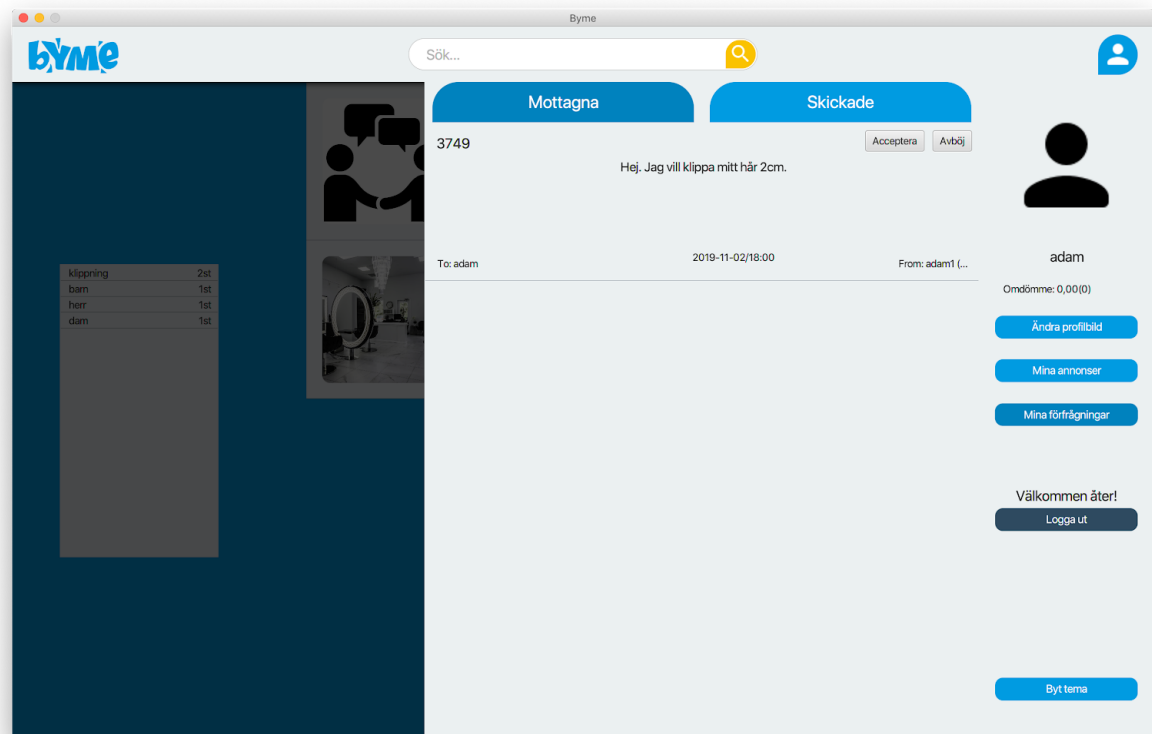 Byme
byme
Sök...
Mottagna
Skickade
3749
Acceptera
Avböj
Hej. Jag vill klippa mitt hår 2cm.
To: adam
2019-11-02/18:00
From: adam1 (...
klippning 2st
barn 1st
herr 1st
dam 1st
adam
Omdömme: 0,00(0)
Ändra profilbild
Mina annonser
Mina förfrågningar
Välkommen åter!
Logga ut
Byt tema